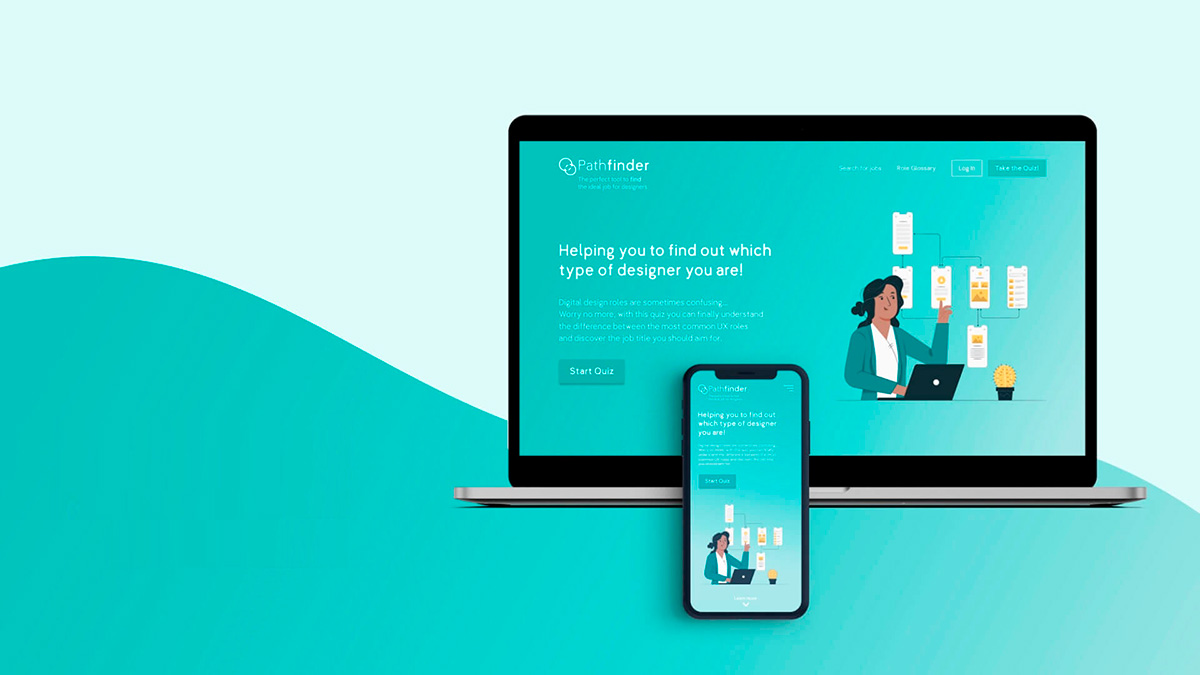 Pathfinder
The perfect tool to find
the ideal job for designers
Search for jobs
Role Glossary
Log In
Take the Quiz!
Helping you to find out which
type of designer you are!
Digital design roles are sometimes confusing...
Worry no more, with this quiz you can finally understand
the difference between the most common UX roles
and discover the job title you should aim for.
Start Quiz
Pathfinder
Helping you to find out
which type of designer
you are!
Start Quiz
Learn More